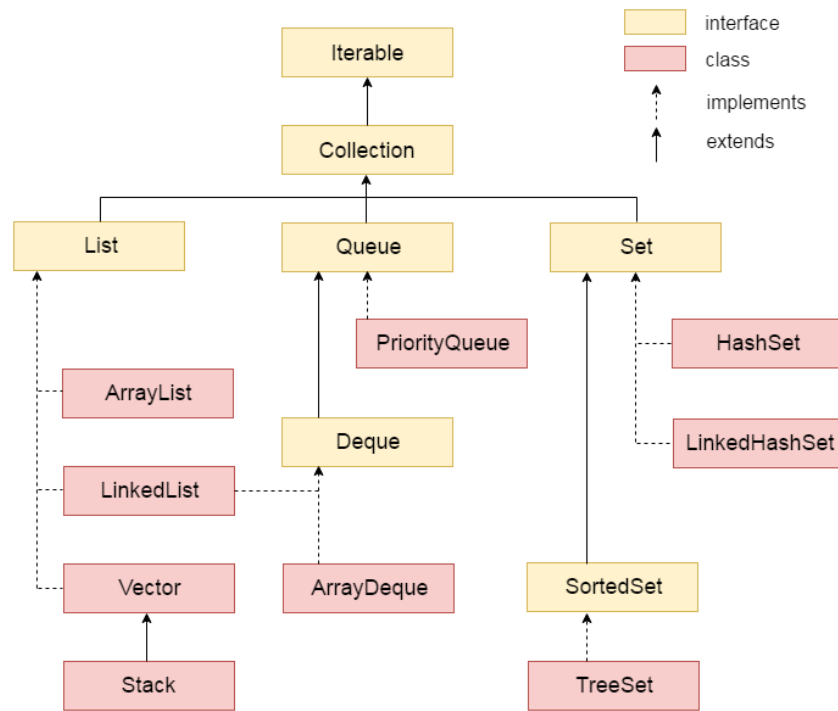 interface
Iterable
class
implements
Collection
extends
List
Queue
Set
PriorityQueue
HashSet
ArrayList
Deque
LinkedHashSet
LinkedList
Vector
ArrayDeque
SortedSet
Stack
TreeSet